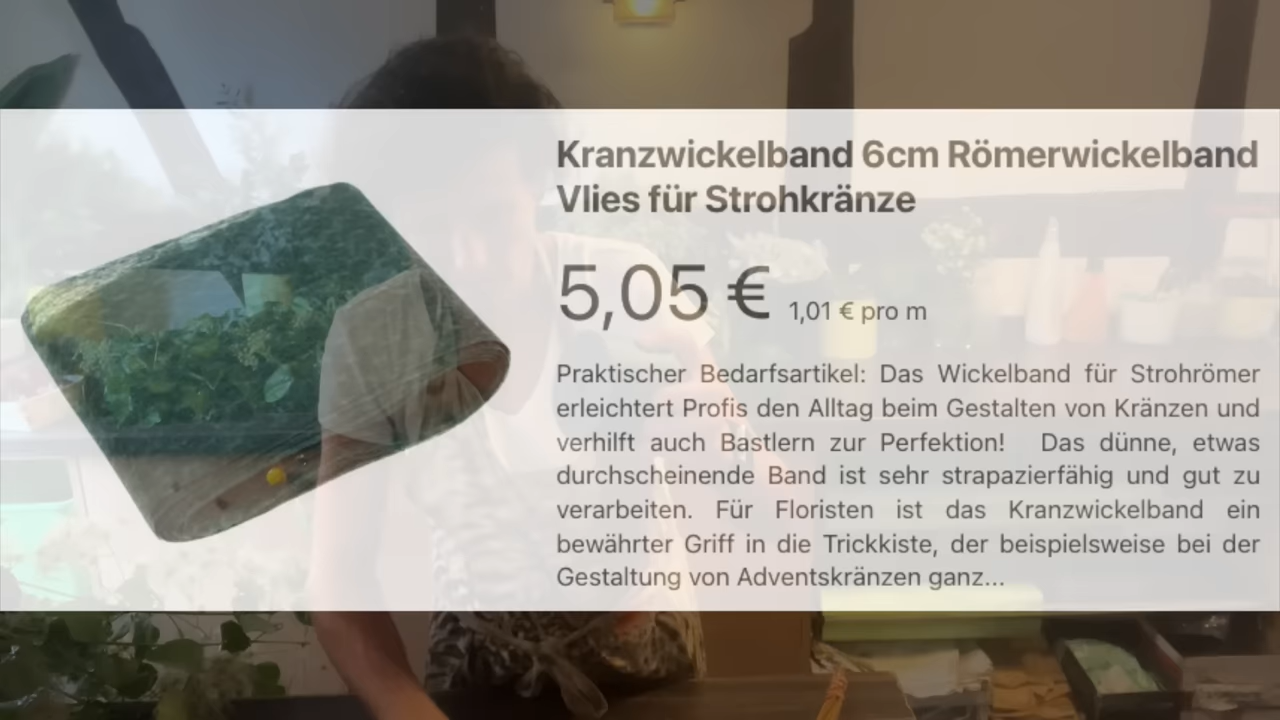 Kranzwickelband 6cm Römerwickelband
Vlies für Strohkränze
5,05 € 1,01 € pro m
Praktischer Bedarfsartikel: Das Wickelband für Strohrömer
erleichtert Profis den Alltag beim Gestalten von Kränzen und
verhilft auch Bastlern zur Perfektion! Das dünne, etwas
durchscheinende Band ist sehr strapazierfähig und gut zu
verarbeiten. Für Floristen ist das Kranzwickelband ein
bewährter Griff in die Trickkiste, der beispielsweise bei der
Gestaltung von Adventskränzen ganz...